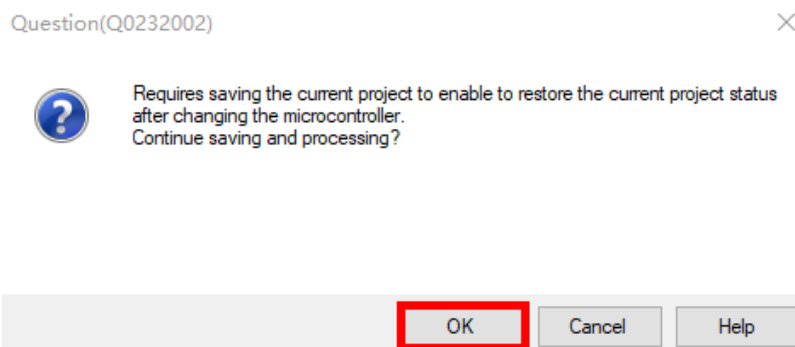 Question(Q0232002)
Requires saving the current project to enable to restore the current project status
after changing the microcontroller.
Continue saving and processing?
OK Cancel Help